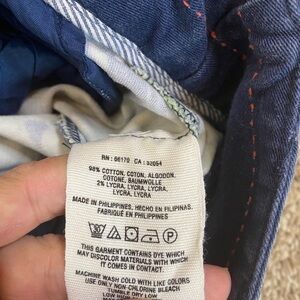 RN : 66170 CA : 32054
98% COTTON, COTON, ALGODON,
COTONE, BAUMWOLLE
2% LYCRA, LYCRA, LYCRA,
LYCRA, LYCRA
MADE IN PHILIPPINES, HECHO EN FILIPINAS,
FABRIQUÉ EN PHILIPPINES
THIS GARMENT CONTAINS DYE WHICH
MAY DISCOLOR MATERIALS WITH WHICH
IT COMES IN CONTACT
MACHINE WASH COLD WITH LIKE COLORS
USE ONLY NON-CHLORINE BLEACH
TUMBLE DRY LOW